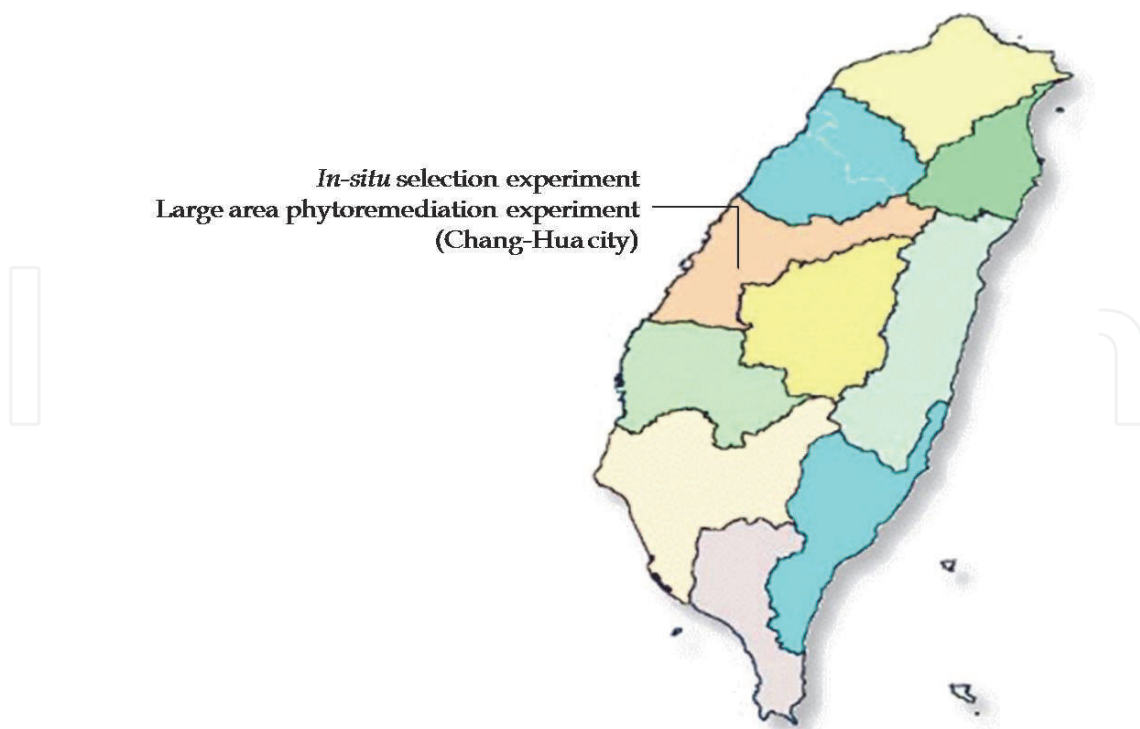 In-situ selection experiment
Large area phytoremediation experiment
(Chang-Hua city)